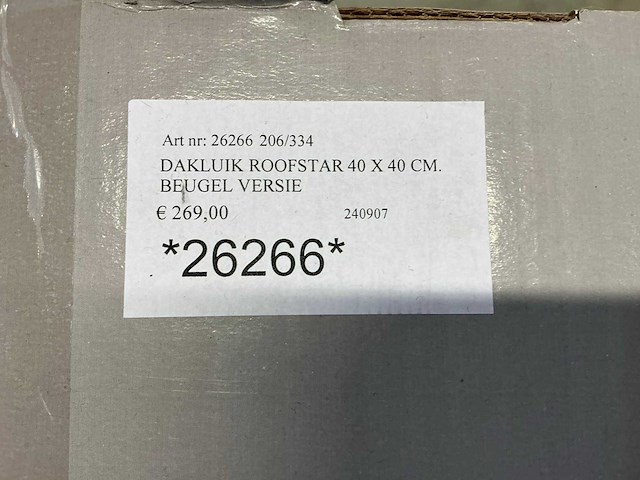 Art nr: 26266 206/334
DAKLUIK ROOFSTAR 40 X 40 CM.
BEUGEL VERSIE
€ 269,00 240907
*26266*